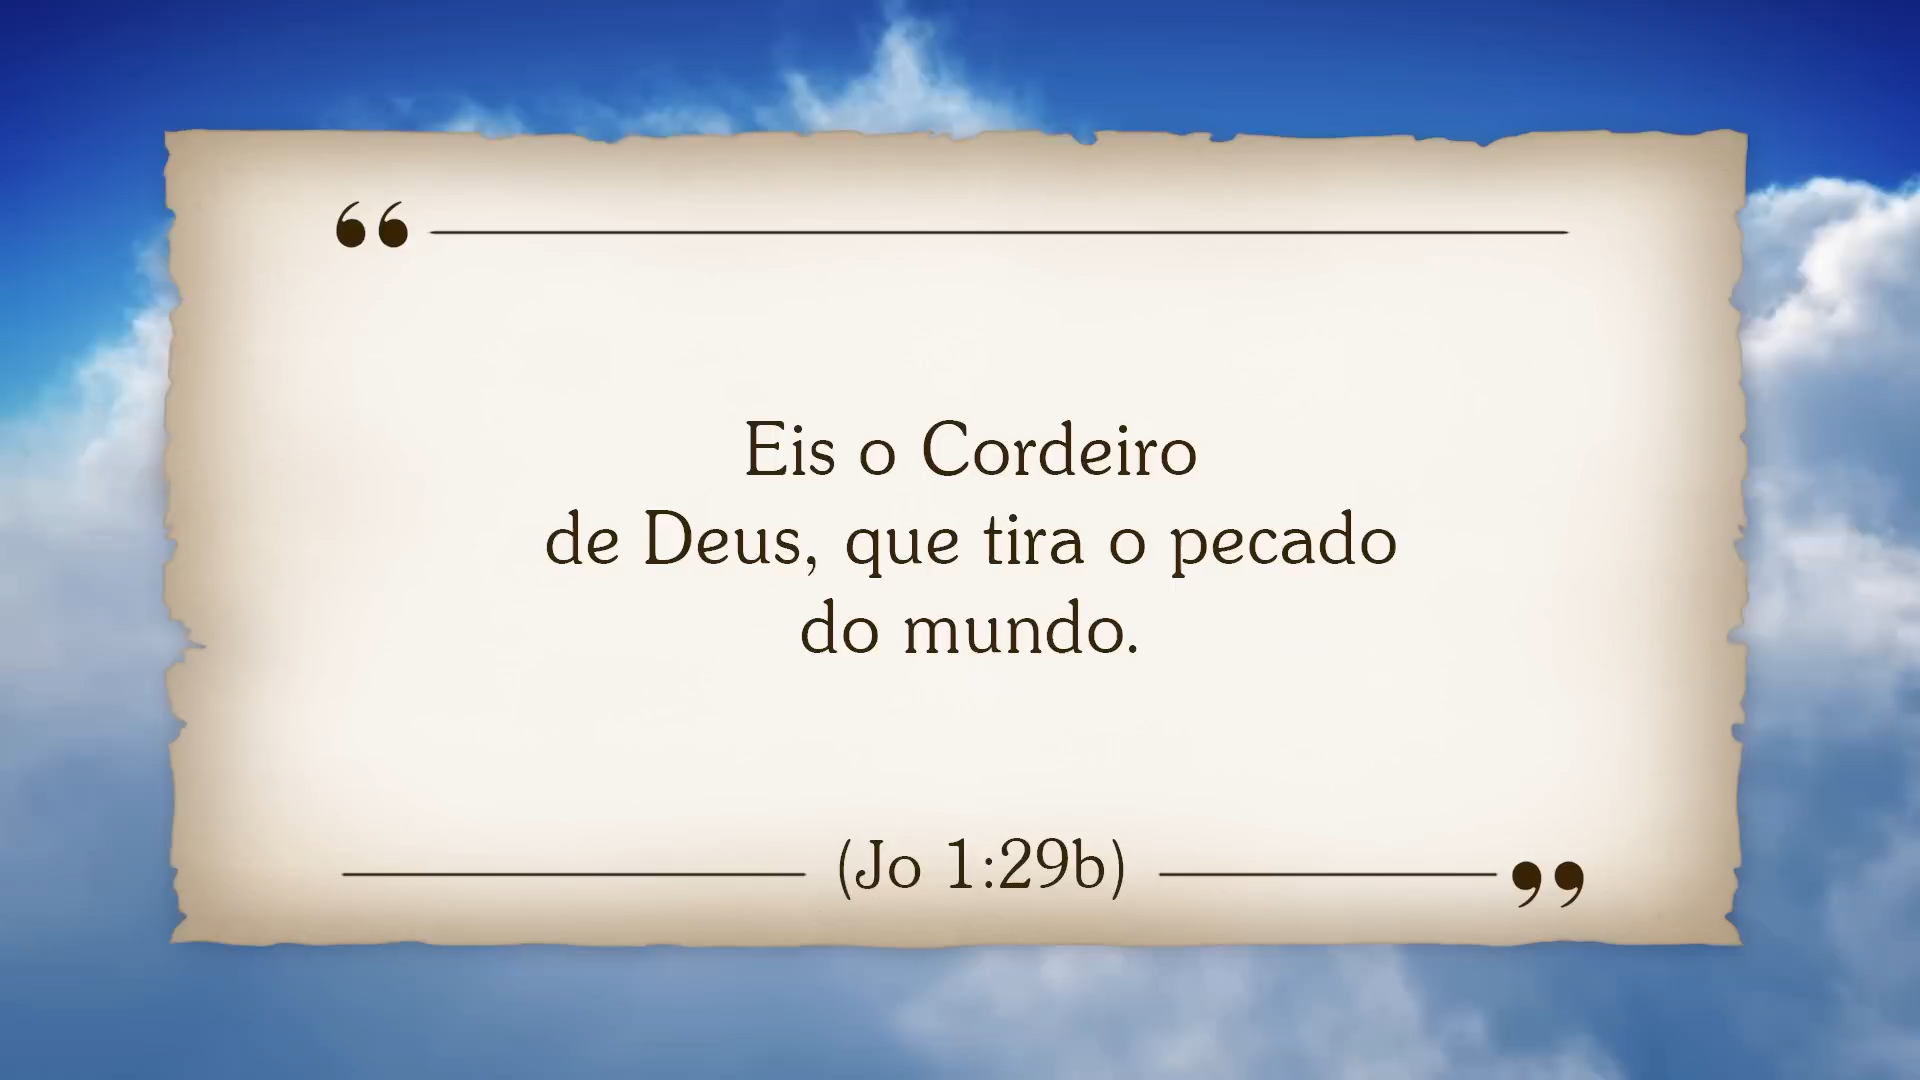 “
Eis o Cordeiro
de Deus, que tira o pecado
do mundo.
(Jo 1:29b)
”